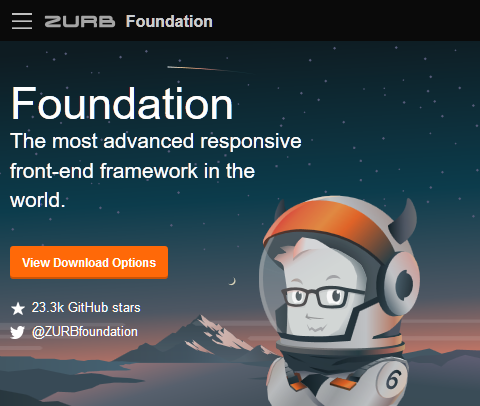 ZURB Foundation
Foundation
The most advanced responsive
front-end framework in the
world.
View Download Options
23.3k GitHub stars
@ZURBfoundation
6